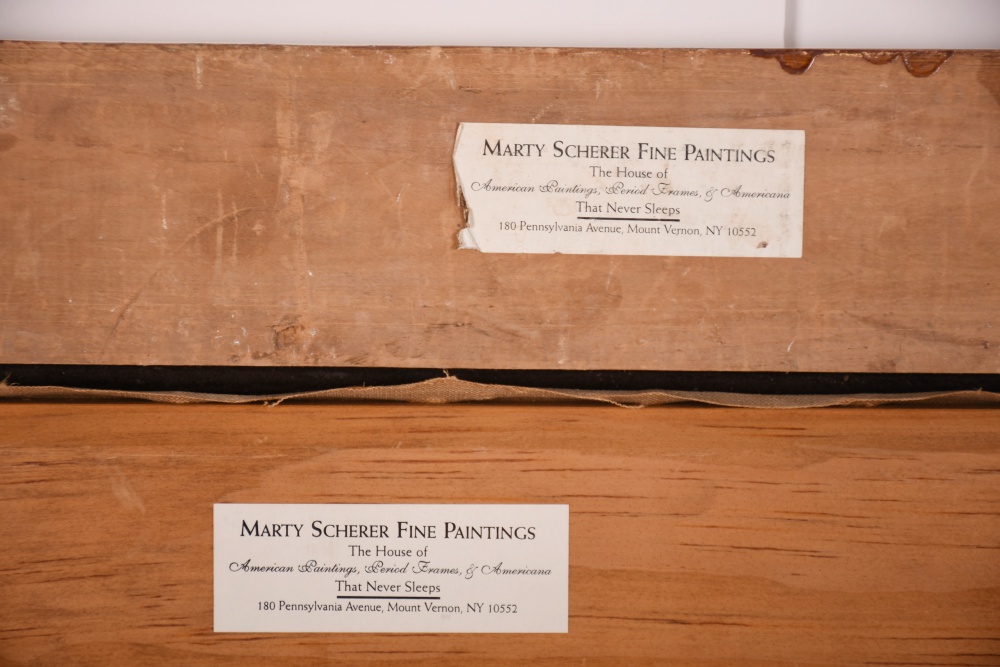 MARTY SCHERER FINE PAINTINGS
The House of
American Paintings, Period Frames, & Americana
That Never Sleeps
180 Pennsylvania Avenue, Mount Vernon, NY 10552
MARTY SCHERER FINE PAINTINGS
The House of
American Paintings, Period Frames, & Americana
That Never Sleeps
180 Pennsylvania Avenue, Mount Vernon, NY 10552